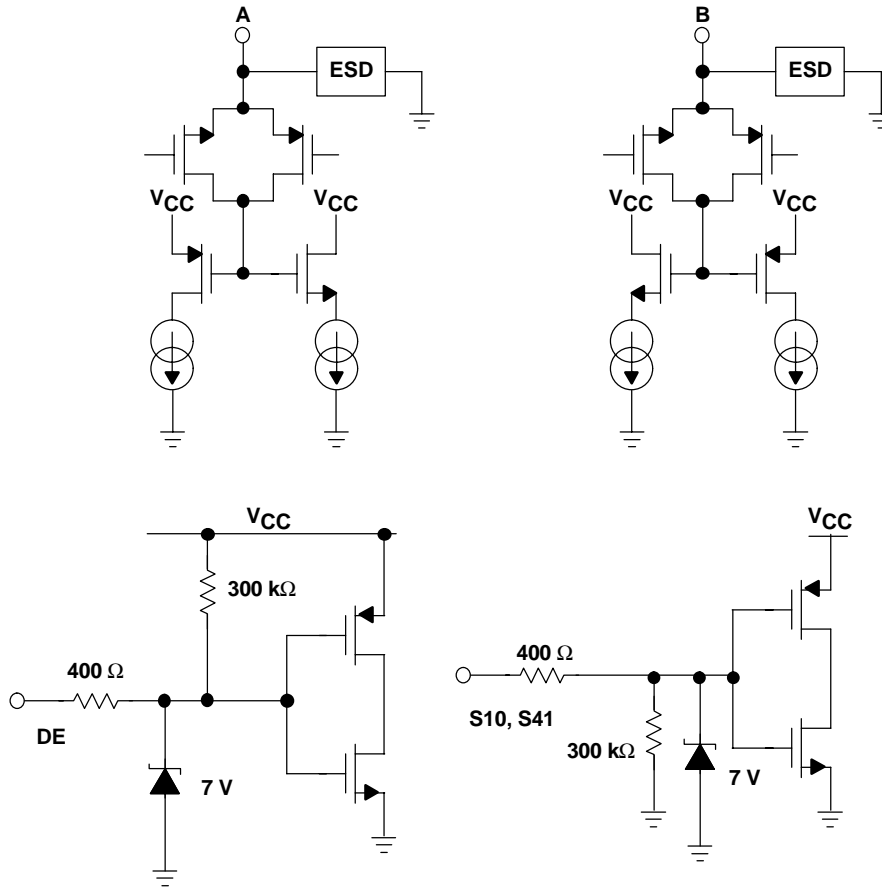 A
B
ESD
ESD
VCC
VCC
VCC
VCC
VCC
VCC
300 kΩ
400 Ω
400 Ω
DE
S10, S41
300 kΩ
7 V
7 V